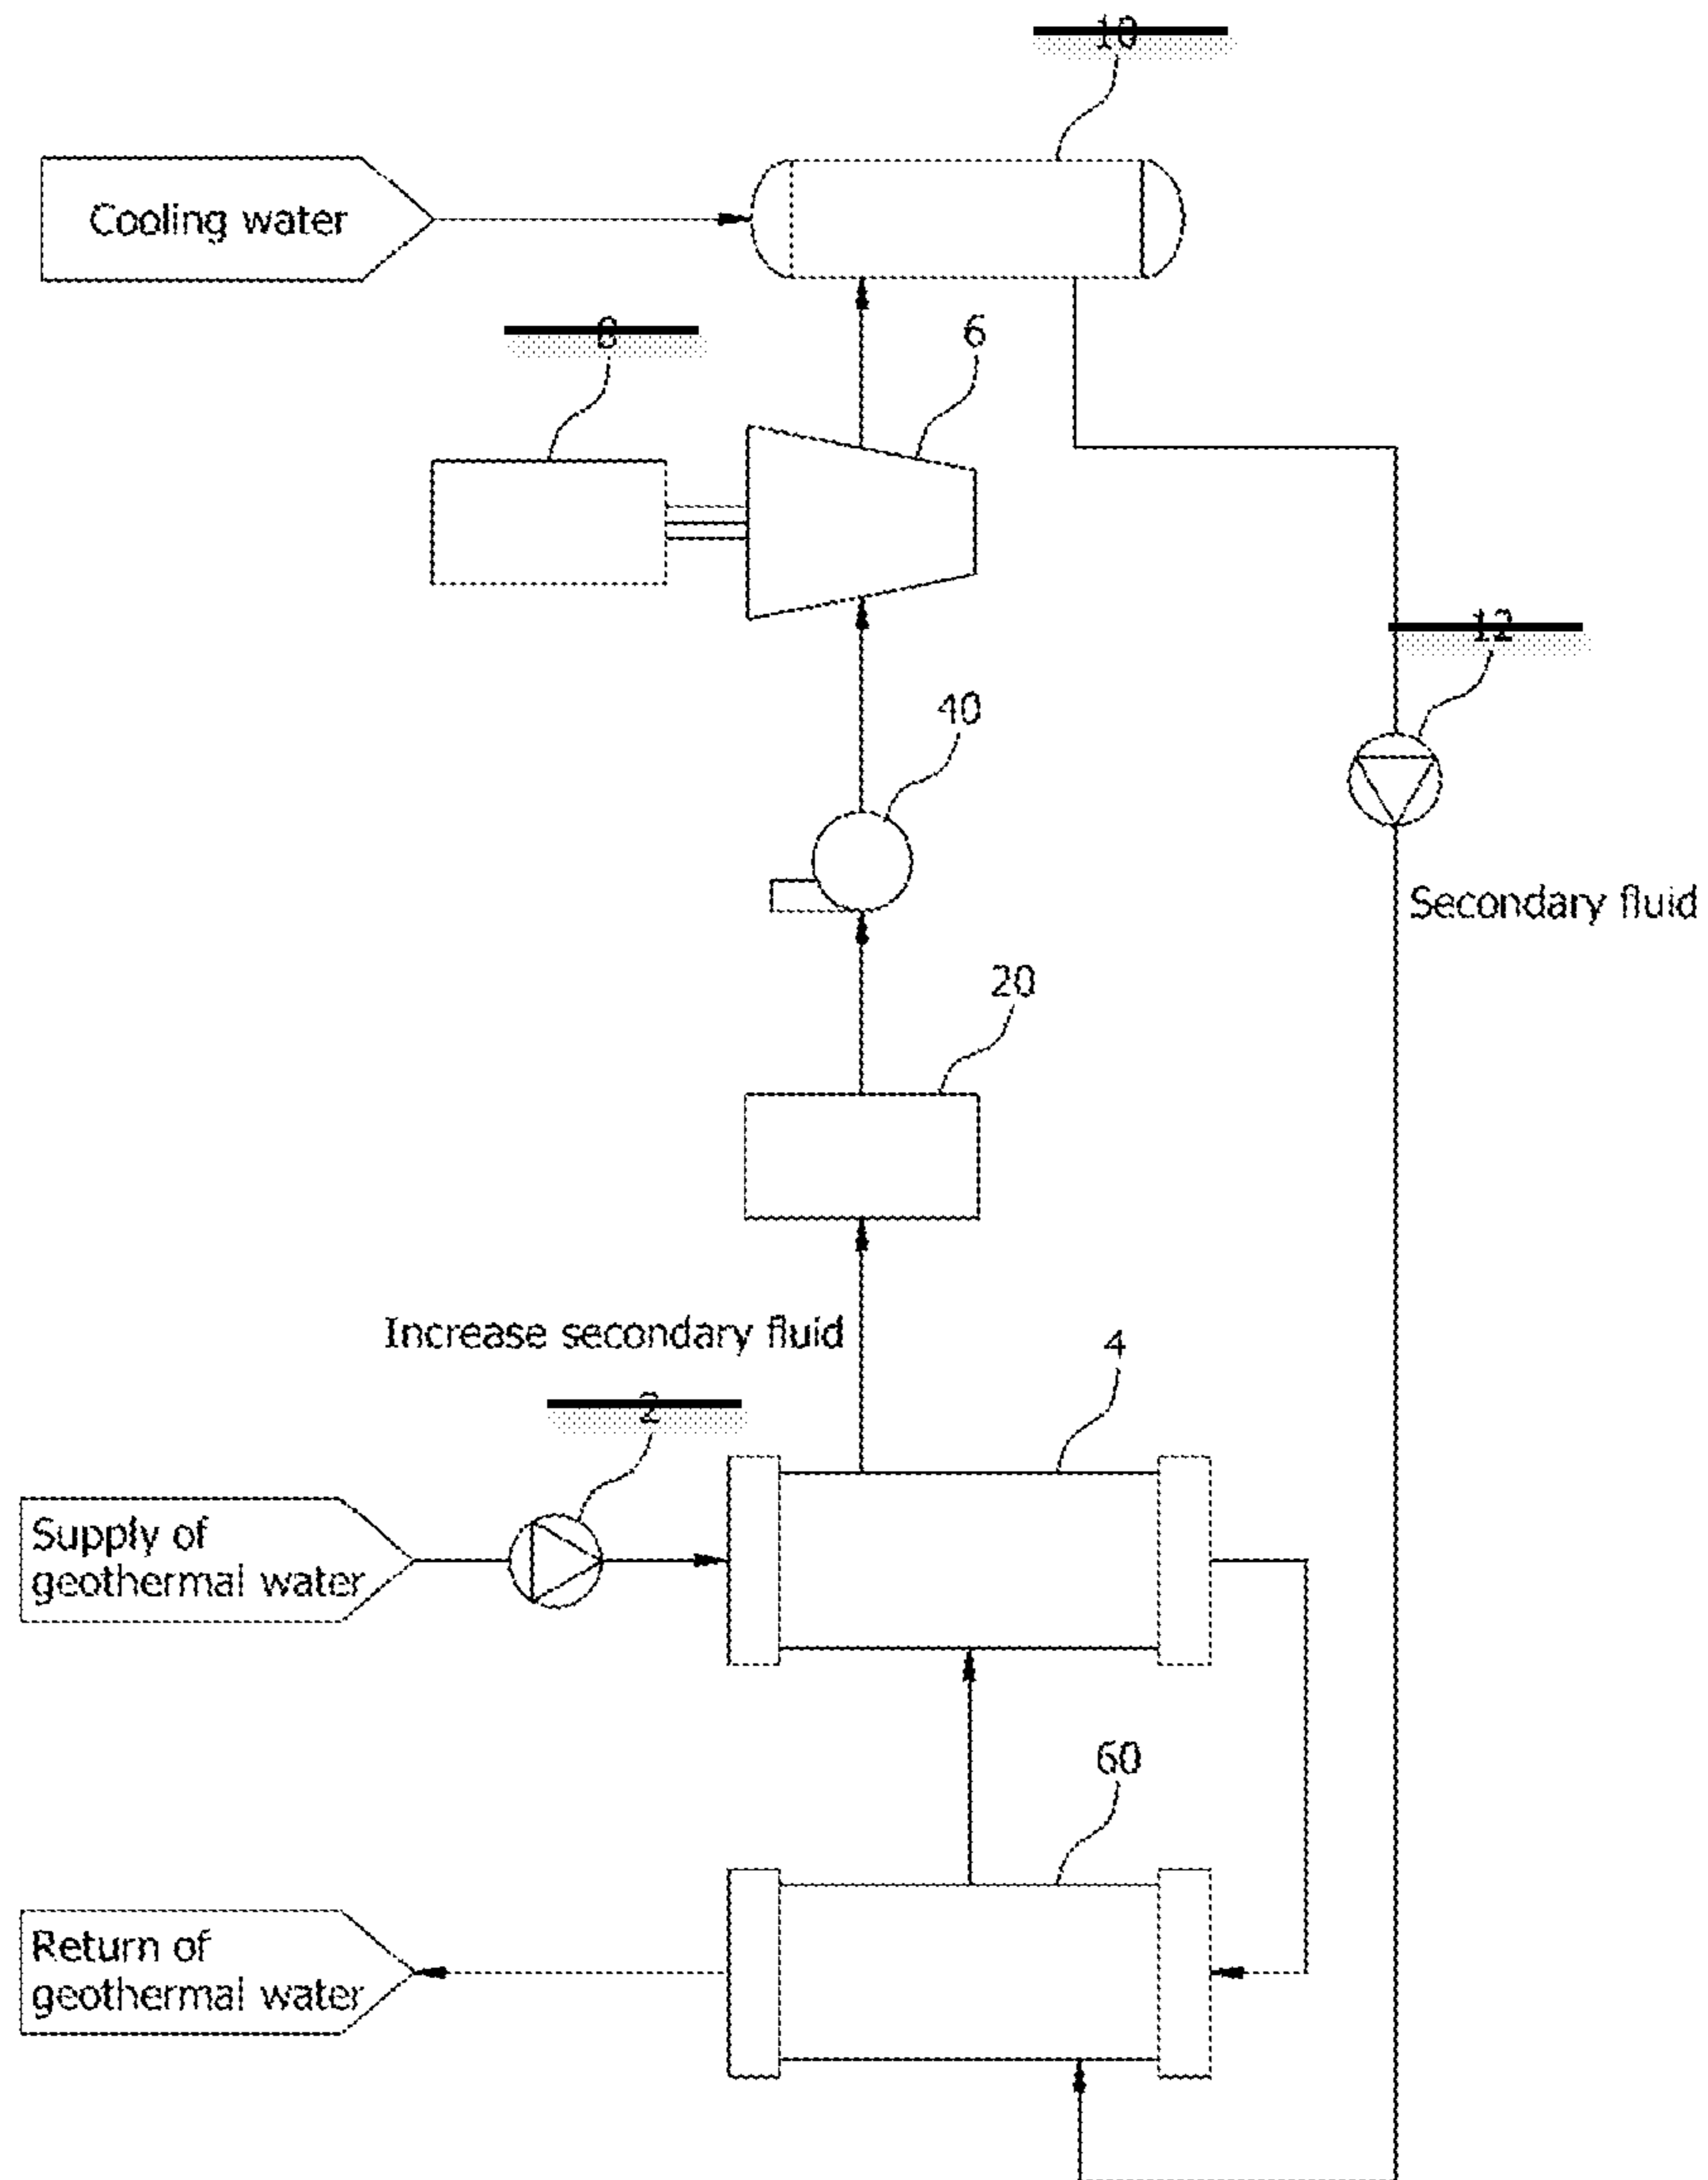 10
Cooling water
8
6
12
40
Secondary fluid
20
Increase secondary fluid
4
2
Supply of
geothermal water
60
Return of
geothermal water